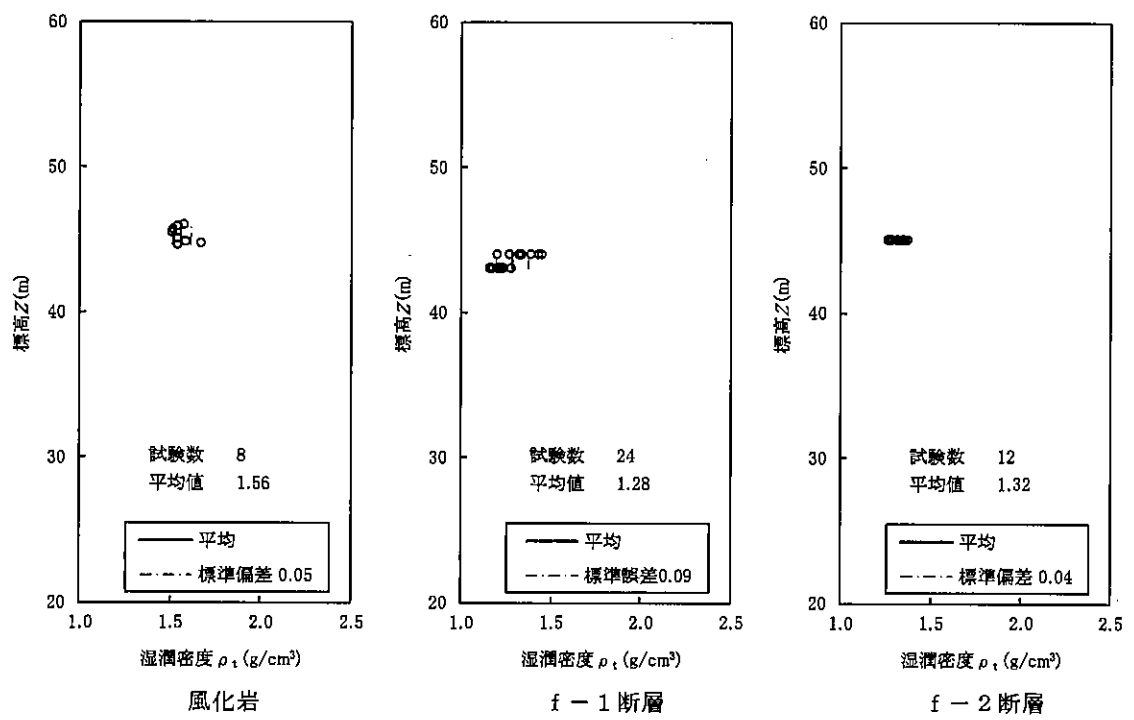 60
50
40
30
20
標高Z(m)
試験数 8
平均値 1.56
平均
標準偏差 0.05
1.0 1.5 2.0 2.5
湿潤密度 ρt (g/cm³)
風化岩
60
50
40
30
20
標高Z(m)
試験数 24
平均値 1.28
平均
標準誤差0.09
1.0 1.5 2.0 2.5
湿潤密度 ρt (g/cm³)
f－1断層
60
50
40
30
20
標高Z(m)
試験数 12
平均値 1.32
平均
標準偏差 0.04
1.0 1.5 2.0 2.5
湿潤密度 ρt (g/cm³)
f－2断層